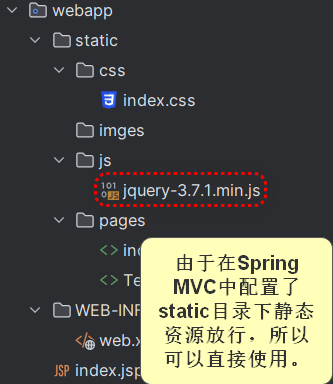 webapp
static
css
index.css
imges
js
jquery-3.7.1.min.js
pages
WEB-INF
web.x
index.jsp
由于在Spring
MVC中配置了
static目录下静态
资源放行，所以
可以直接使用。